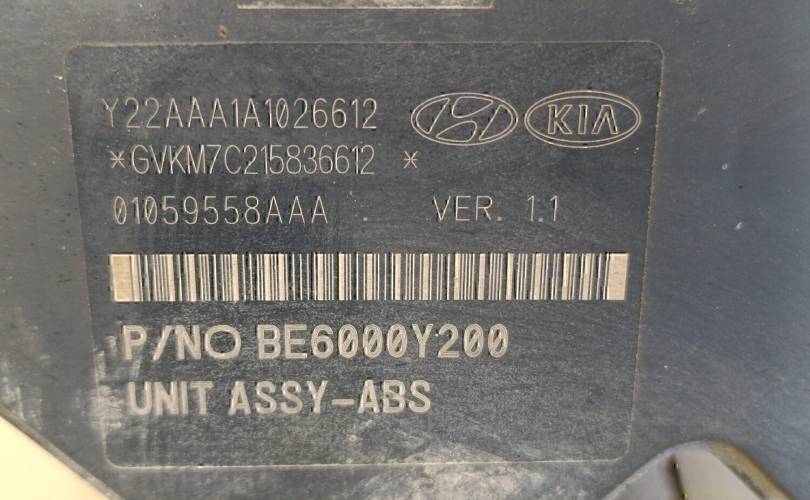 Y22AAA1A1026612
KIA
*GVKM7C215836612 *
01059558AAA . VER. 1.1
P/NO BE6000Y200
UNIT ASSY-ABS